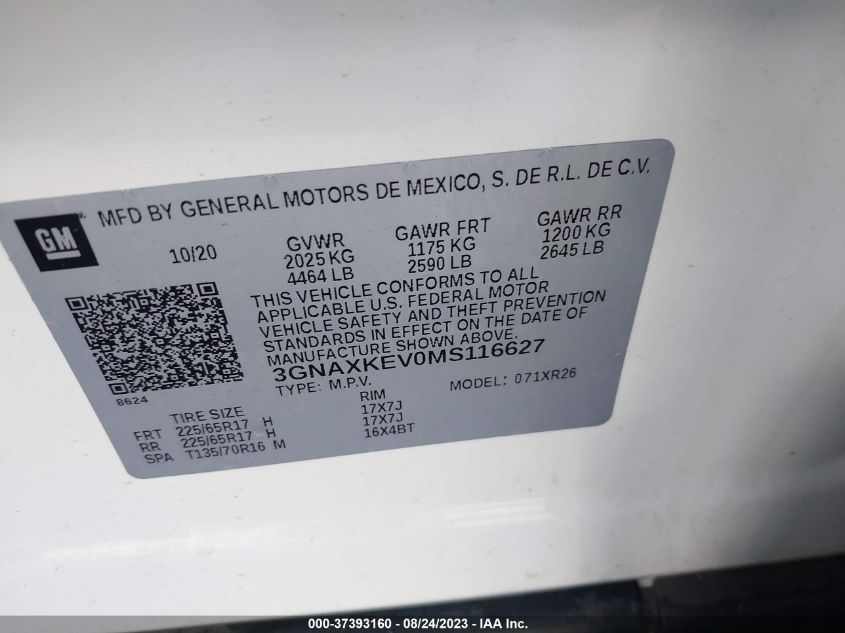 GM ®
MFD BY GENERAL MOTORS DE MEXICO, S. DE R.L. DE C.V.
10/20
GVWR
2025 KG
4464 LB
GAWR FRT
1175 KG
2590 LB
GAWR RR
1200 KG
2645 LB
THIS VEHICLE CONFORMS TO ALL
APPLICABLE U.S. FEDERAL MOTOR
VEHICLE SAFETY AND THEFT PREVENTION
STANDARDS IN EFFECT ON THE DATE OF
MANUFACTURE SHOWN ABOVE.
3GNAXKEV0MS116627
TYPE: M.P.V. MODEL: 071XR26
8624
TIRE SIZE RIM
FRT 225/65R17 H 17X7J
RR 225/65R17 H 17X7J
SPA T135/70R16 M 16X4BT
000-37393160 - 08/24/2023 - IAA Inc.